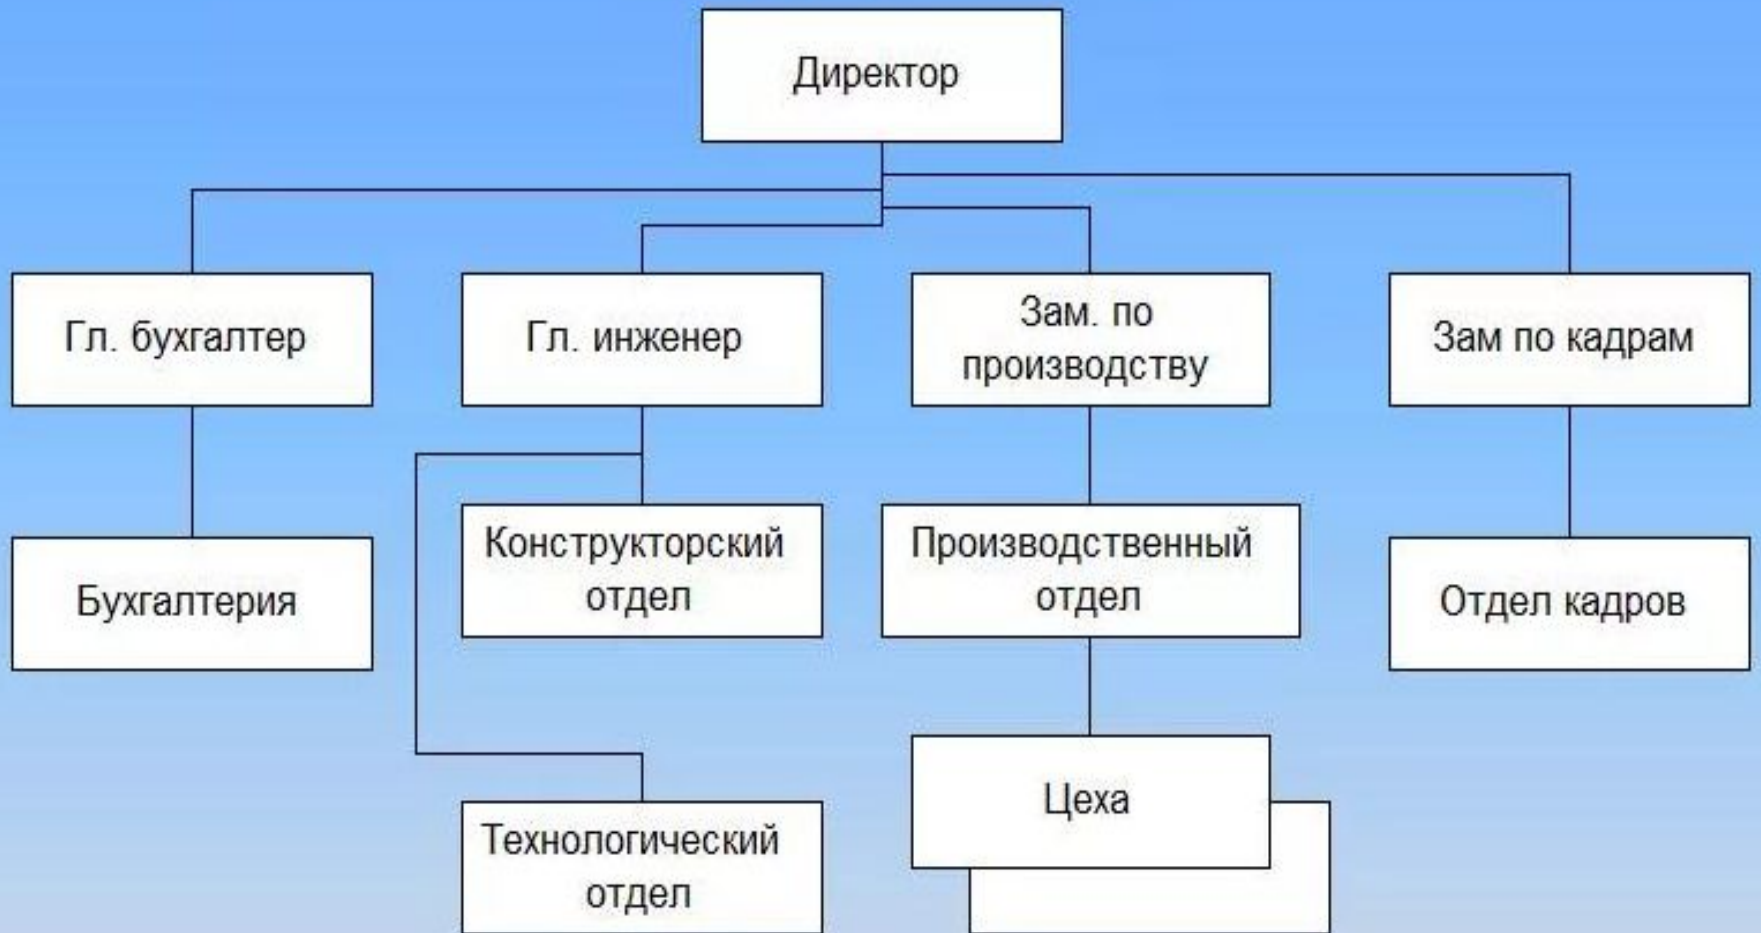 Директор
Гл. бухгалтер
Гл. инженер
Зам. по
производству
Зам по кадрам
Бухгалтерия
Конструкторский
отдел
Производственный
отдел
Отдел кадров
Технологический
отдел
Цеха